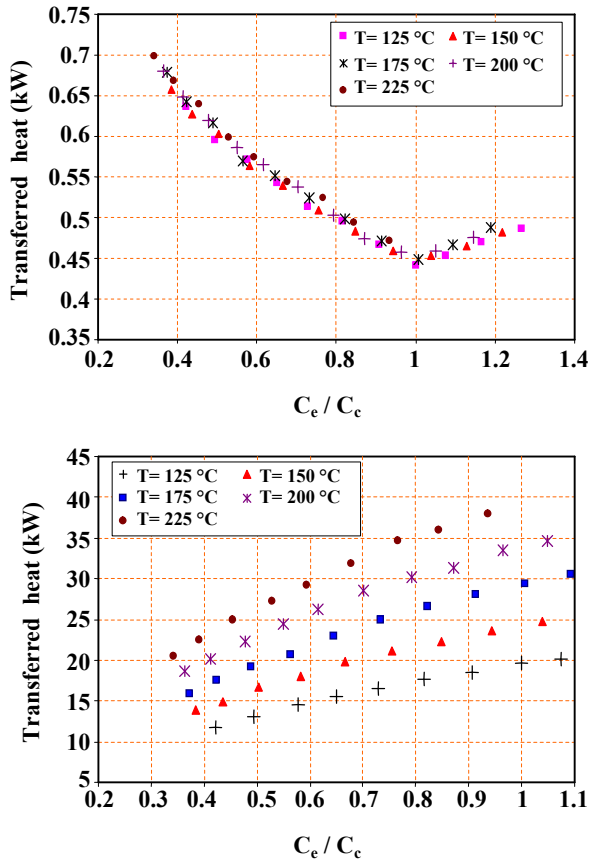 0.75
T= 125 °C T= 150 °C
0.7
T= 175 °C T= 200 °C
0.65
T= 225 °C
0.6
0.55
0.5
0.45
0.4
0.35
Transferred heat (kW)
0.2 0.4 0.6 0.8 1 1.2 1.4
Ce / Cc
45
T= 125 °C T= 150 °C
40
T= 175 °C T= 200 °C
35
T= 225 °C
30
25
20
15
10
5
Transferred heat (kW)
0.2 0.3 0.4 0.5 0.6 0.7 0.8 0.9 1 1.1
Ce / Cc